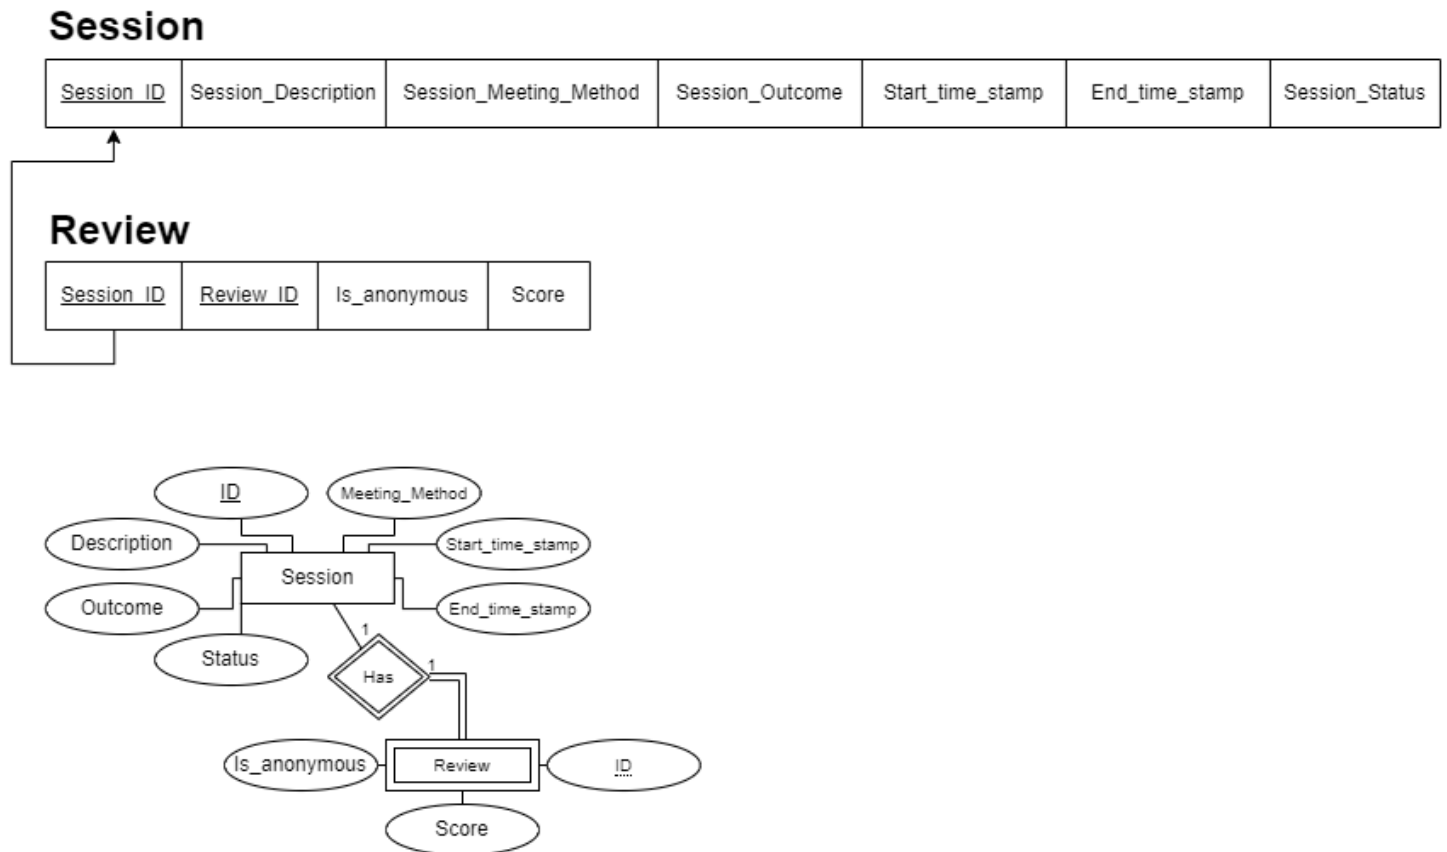 Session
Session_ID Session_Description Session_Meeting_Method Session_Outcome Start_time_stamp End_time_stamp Session_Status
Review
Session_ID Review_ID Is_anonymous Score
ID Meeting_Method
Description Start_time_stamp
Session
Outcome End_time_stamp
1
Status
1
Has
Is_anonymous Review ID
Score